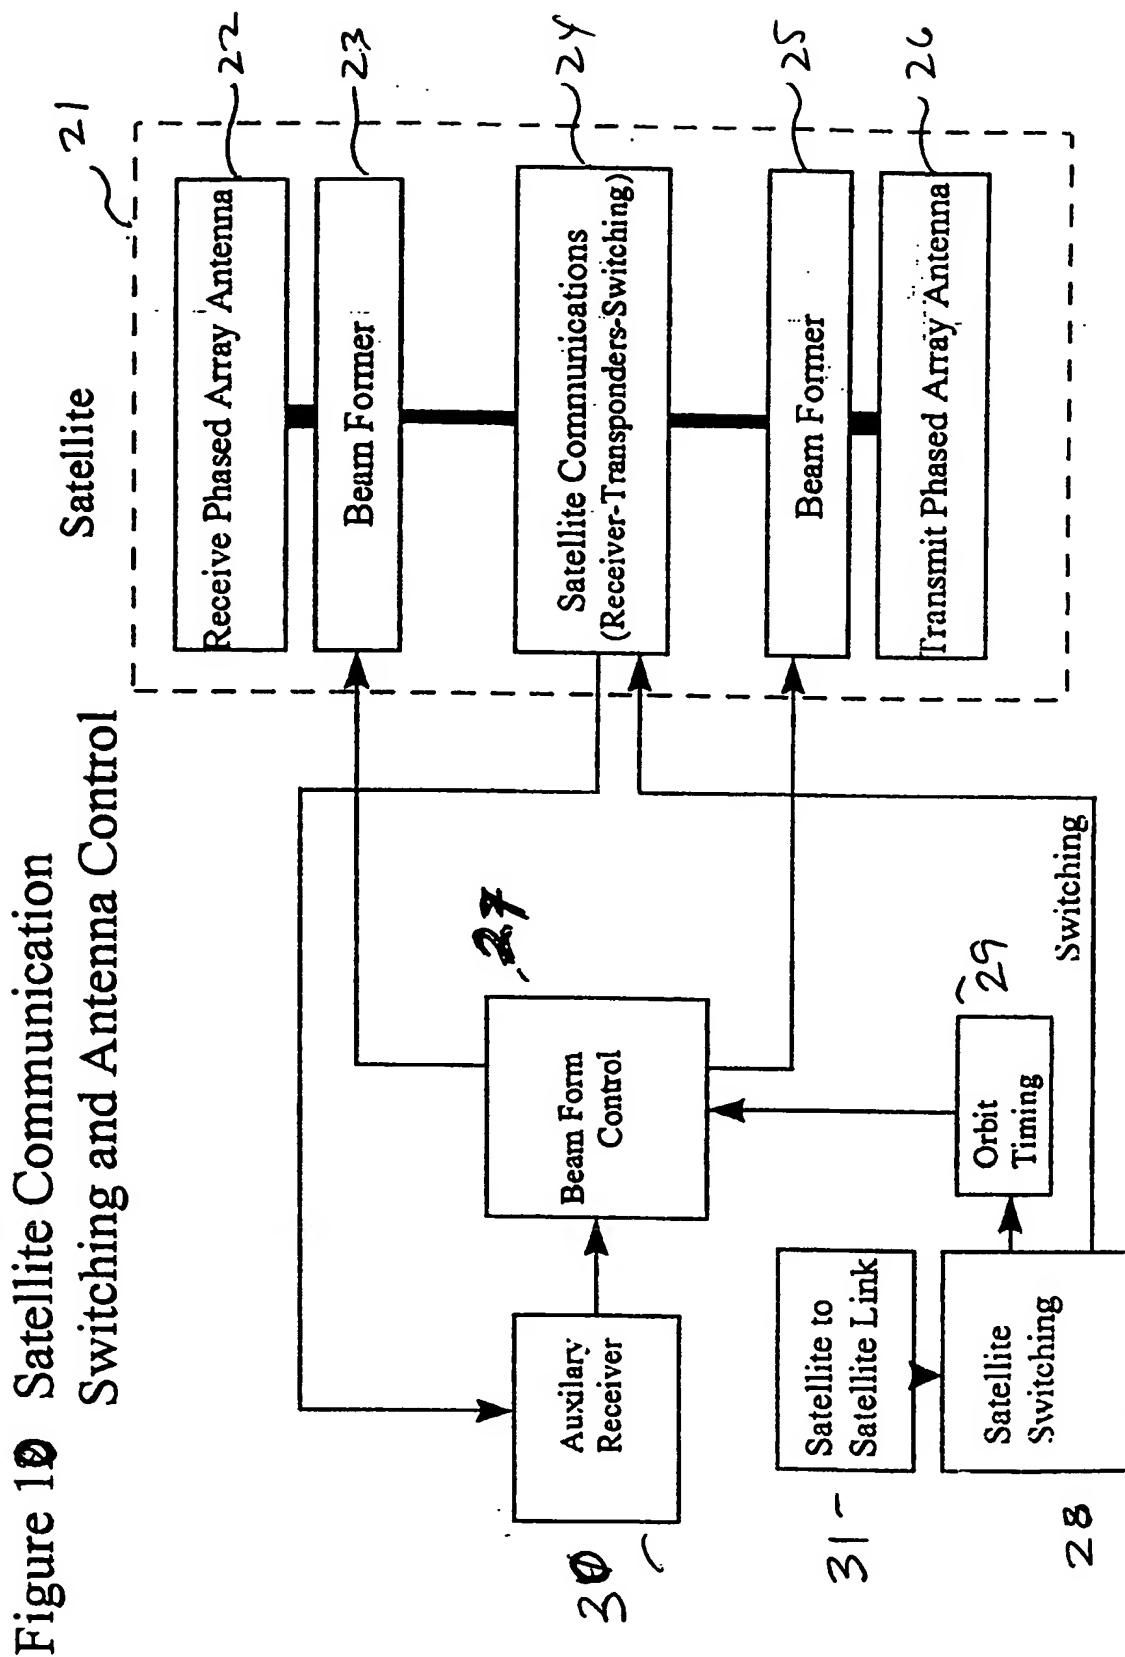 Figure 10 Satellite Communication
Switching and Antenna Control
Satellite
21
Receive Phased Array Antenna
22
Beam Former
23
Satellite Communications
(Receiver-Transponders-Switching)
24
Beam Former
25
Transmit Phased Array Antenna
26
27
Beam Form
Control
Auxilary
Receiver
30
Satellite to
Satellite Link
31
Satellite
Switching
28
Orbit
Timing
29
Switching